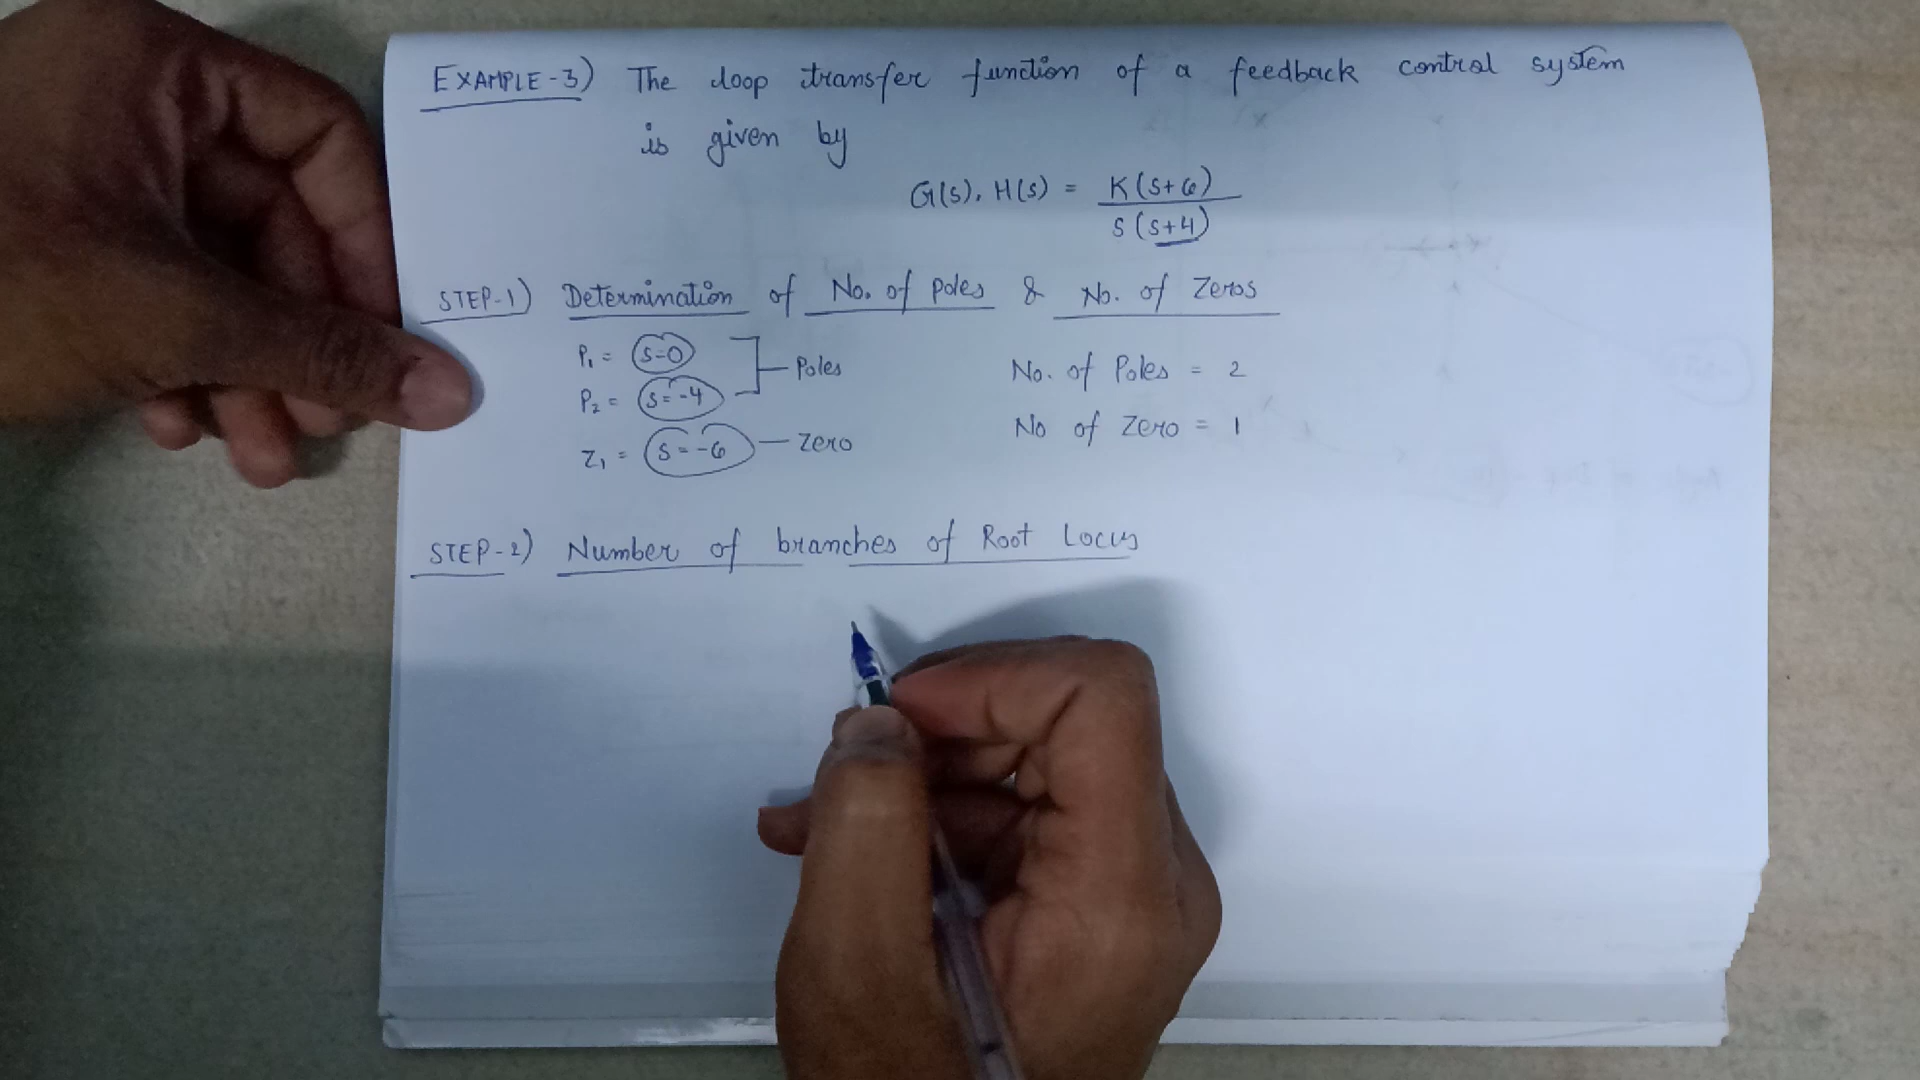 EXAMPLE-3) The loop transfer function of a feedback control system
is given by
G(s). H(s) = K(s+6)
s(s+4)
STEP-1) Determination of No. of poles & No. of Zeros
P₁ = s=0
Poles
No. of Poles = 2
P₂ = s=-4
Z₁ = s=-6 — Zero
No of Zero = 1
STEP-2) Number of branches of Root Locus